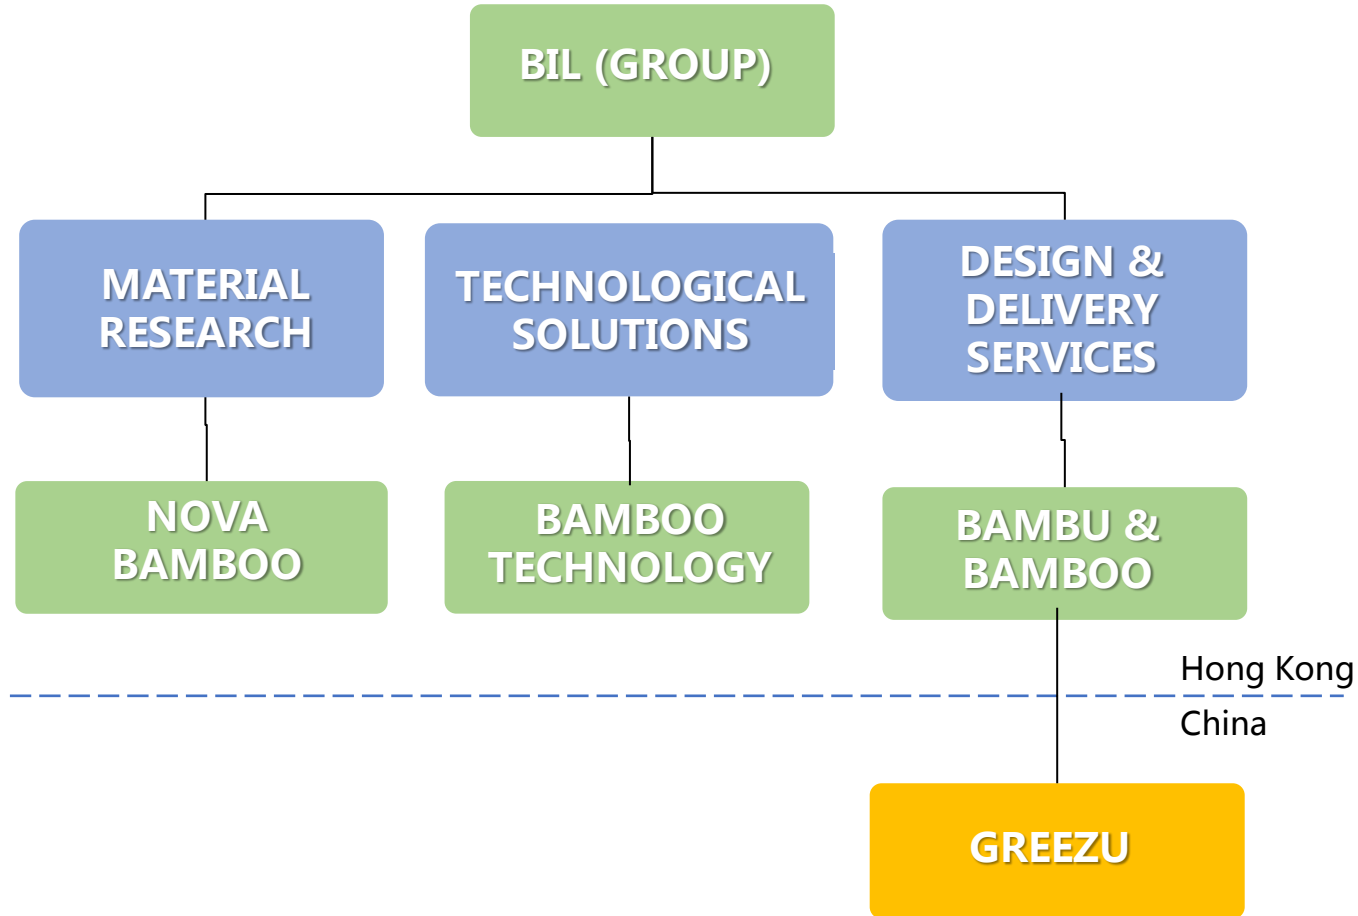 BIL (GROUP)
MATERIAL
RESEARCH
TECHNOLOGICAL
SOLUTIONS
DESIGN &
DELIVERY
SERVICES
NOVA
BAMBOO
BAMBOO
TECHNOLOGY
BAMBU &
BAMBOO
Hong Kong
China
GREEZU